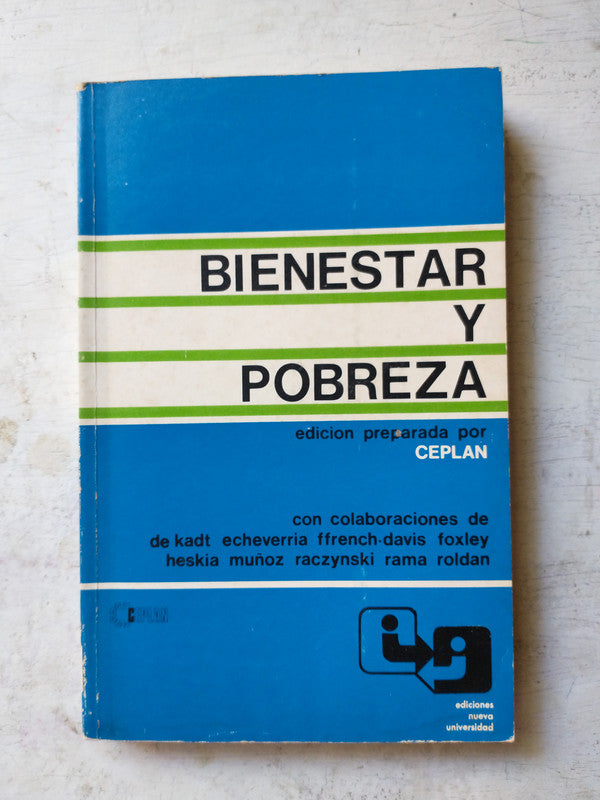 BIENESTAR
Y
POBREZA
edicion preparada por
CEPLAN
con colaboraciones de
de kadt echeverria ffrench-davis foxley
heskia muñoz raczynski rama roldan
CEPLAN
ediciones
nueva
universidad